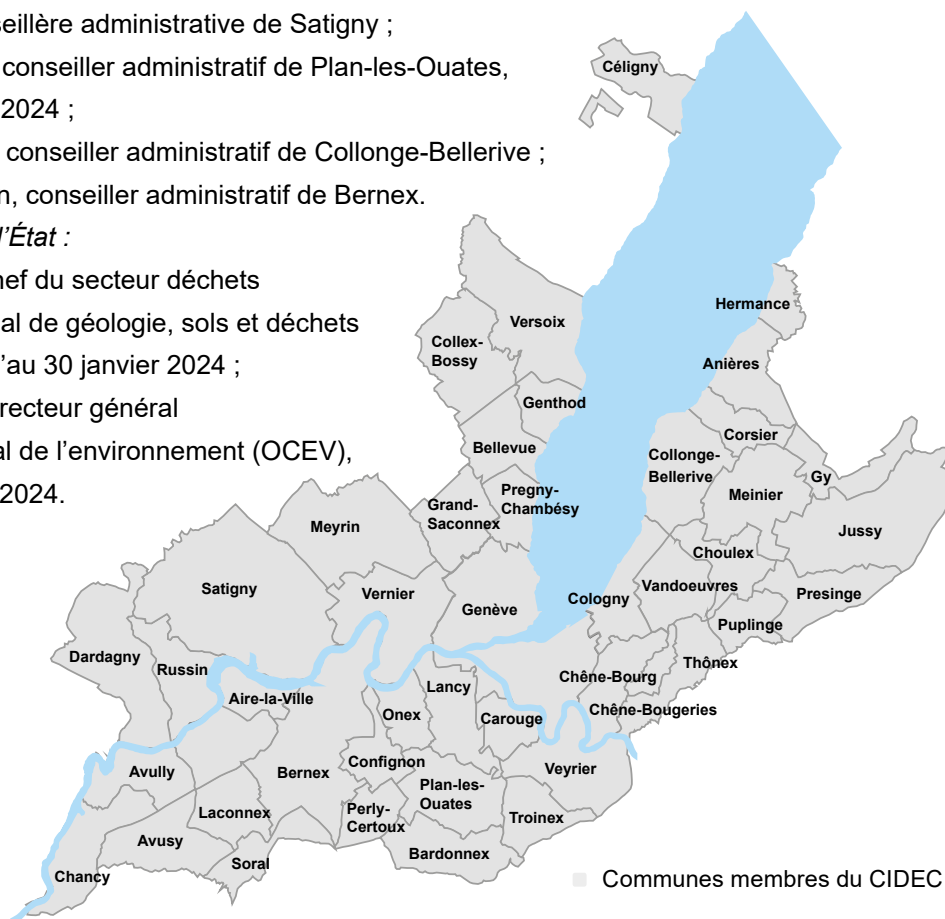 seillère administrative de Satigny ;
conseiller administratif de Plan-les-Ouates,
2024 ;
conseiller administratif de Collonge-Bellerive ;
n, conseiller administratif de Bernex.
l’État :
nef du secteur déchets
al de géologie, sols et déchets
’au 30 janvier 2024 ;
recteur général
al de l’environnement (OCEV),
2024.
Céligny
Hermance
Versoix
Collex-
Bossy
Anières
Genthod
Corsier
Bellevue
Collonge-
Bellerive
Gy
Meinier
Pregny-
Chambésy
Grand-
Saconnex
Meyrin
Jussy
Choulex
Satigny
Vernier
Vandoeuvres
Presinge
Cologny
Genève
Puplinge
Dardagny
Russin
Thônex
Chêne-Bourg
Lancy
Aire-la-Ville
Chêne-Bougeries
Onex
Carouge
Confignon
Veyrier
Avully
Bernex
Plan-les-
Ouates
Laconnex
Perly-
Certoux
Troinex
Avusy
Bardonnex
Soral
Chancy
Communes membres du CIDEC